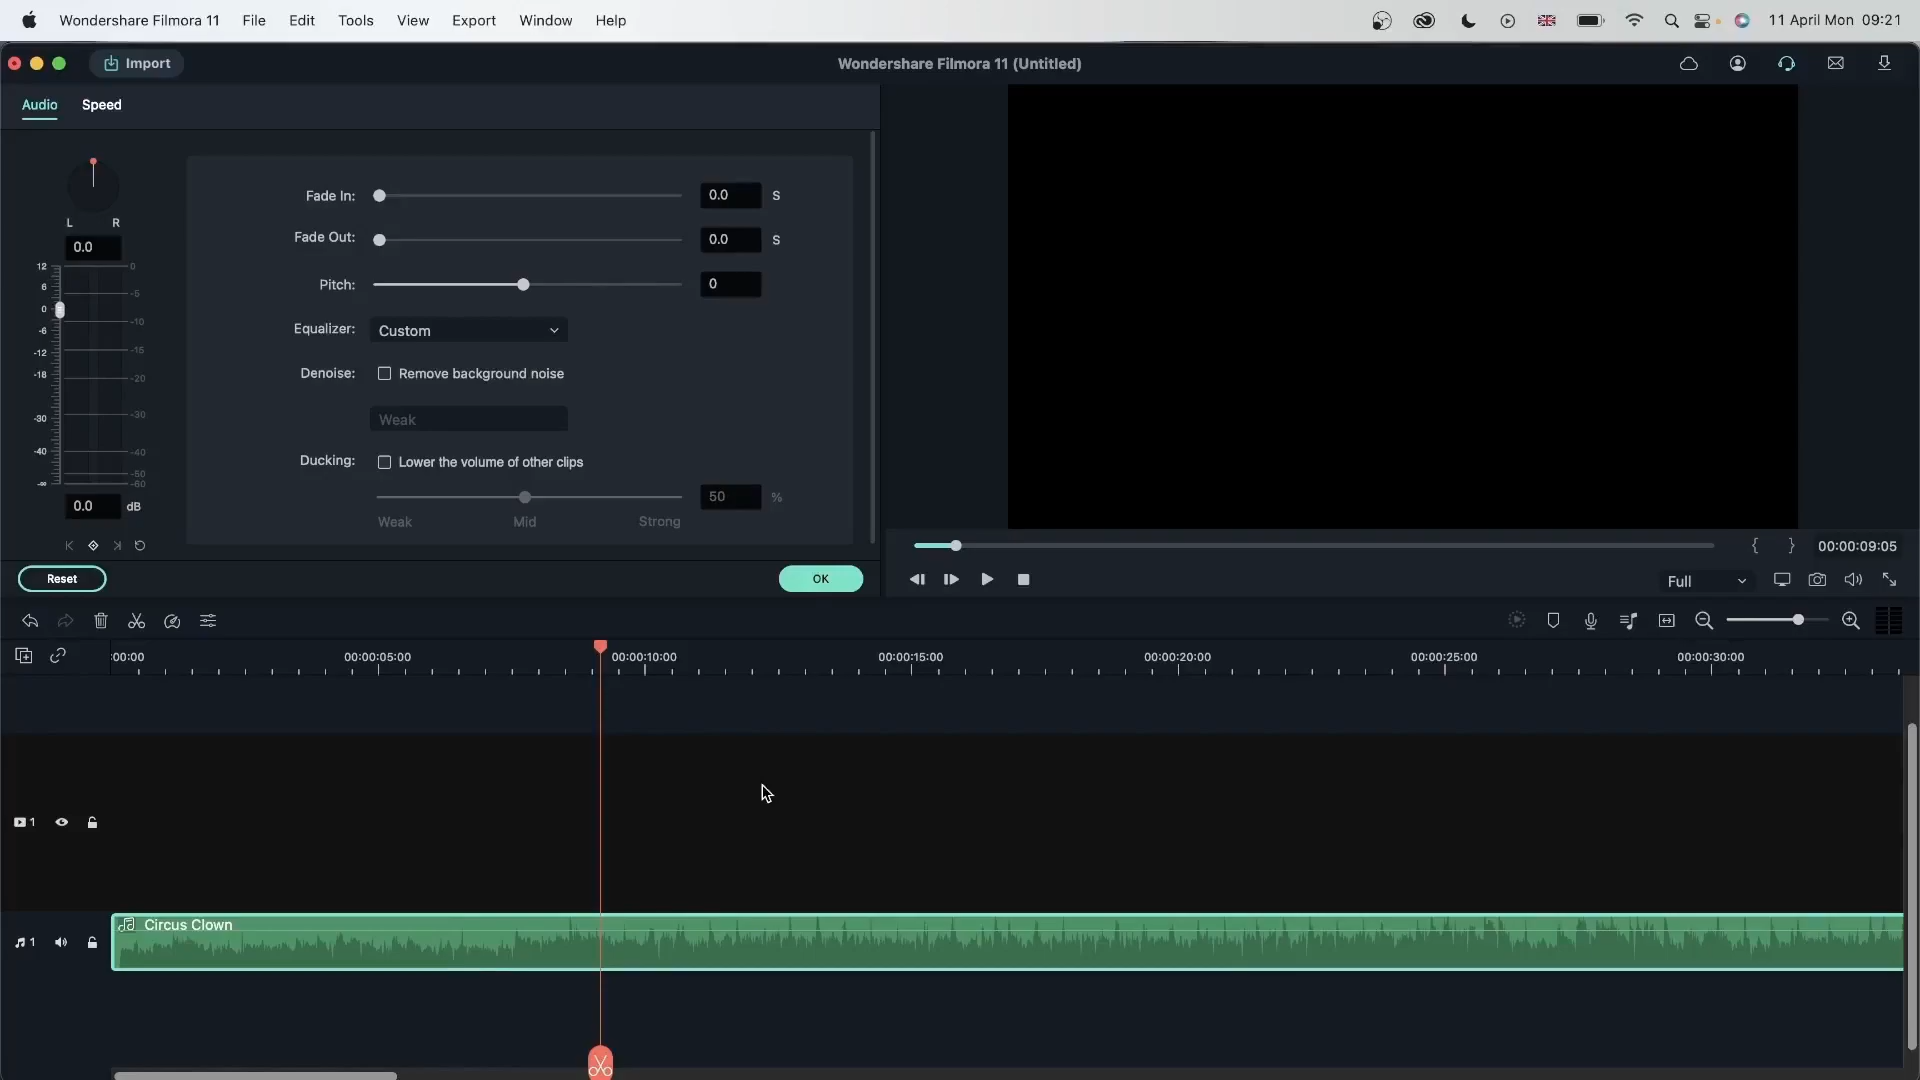 Wondershare Filmora 11 File Edit Tools View Export Window Help 11 April Mon 09:21
Import Wondershare Filmora 11 (Untitled)
Audio Speed
Fade In: 0.0 S
L R
Fade Out: 0.0 S
0.0
Pitch: 0
Equalizer: Custom
Denoise: Remove background noise
Weak
Ducking: Lower the volume of other clips
50 %
Weak Mid Strong
12
6
0
-6
-12
-18
-30
-40
-∞
0
-5
-10
-15
-20
-30
-40
-50
-60
0.0 dB
Reset OK
{ } 00:00:09:05
Full
:00:00 00:00:05:00 00:00:10:00 00:00:15:00 00:00:20:00 00:00:25:00 00:00:30:00
1
Circus Clown
1